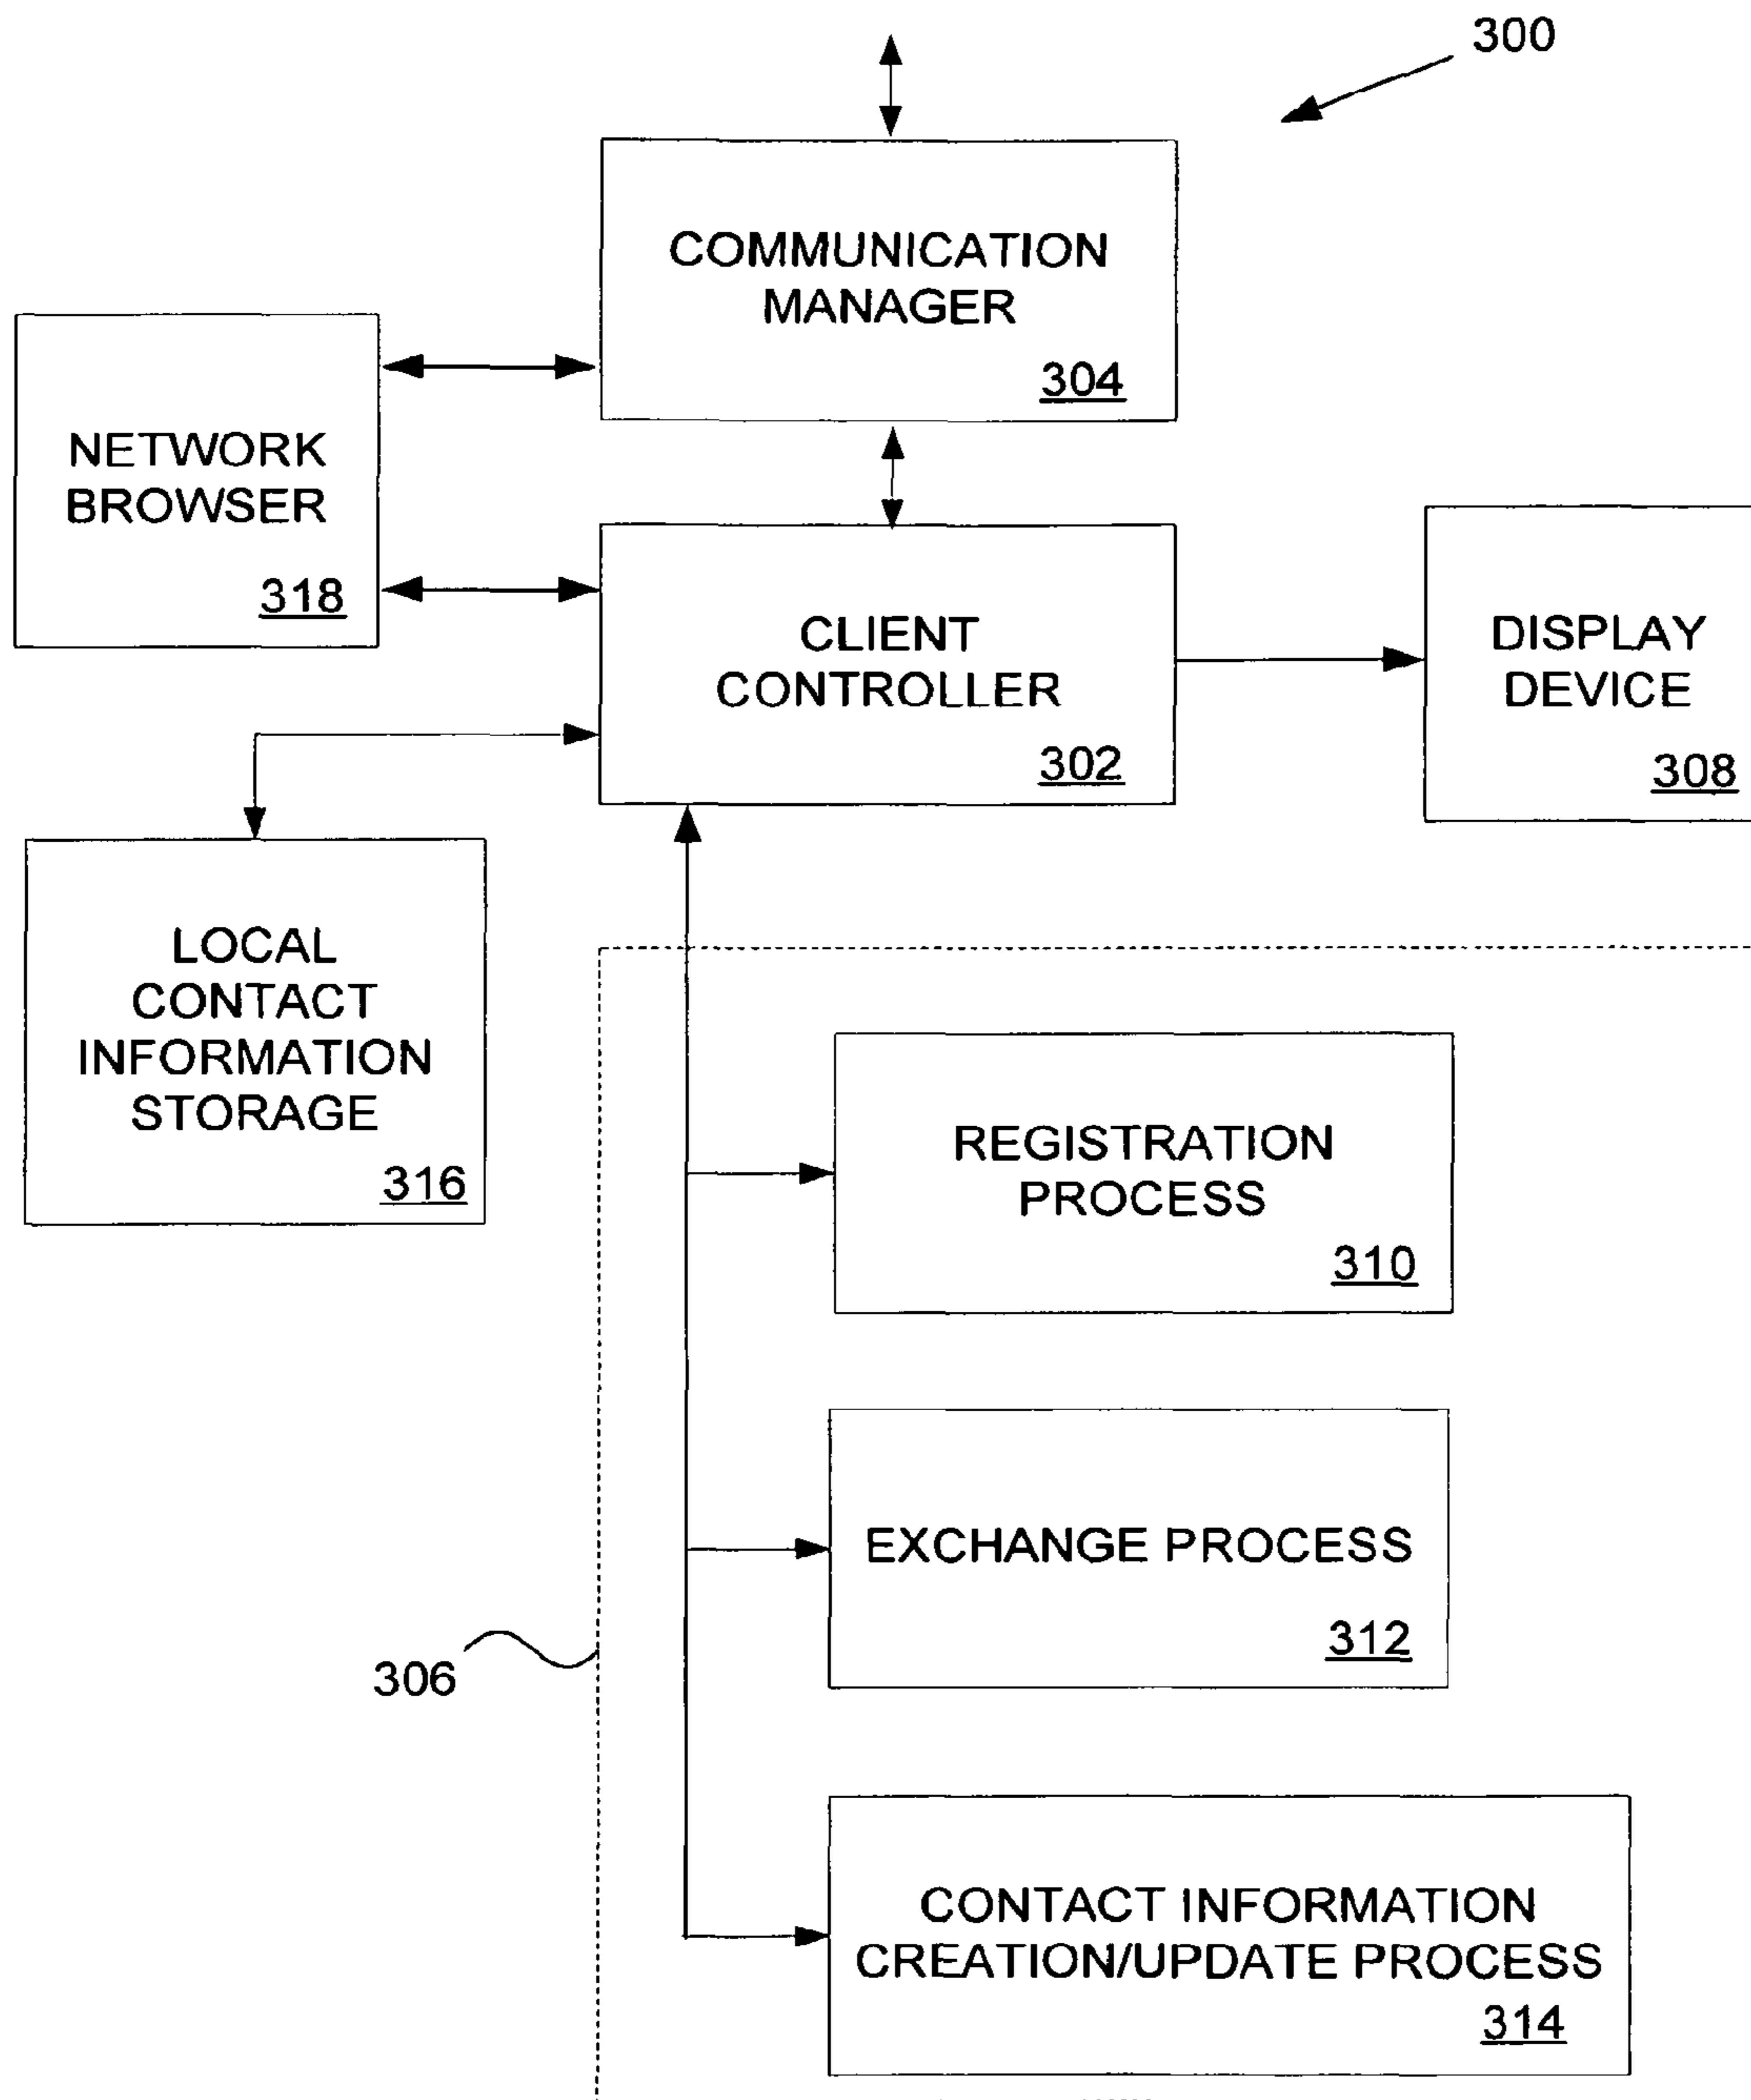 300
COMMUNICATION
MANAGER
304
NETWORK
BROWSER
318
CLIENT
CONTROLLER
302
DISPLAY
DEVICE
308
LOCAL
CONTACT
INFORMATION
STORAGE
316
REGISTRATION
PROCESS
310
EXCHANGE PROCESS
312
306
CONTACT INFORMATION
CREATION/UPDATE PROCESS
314